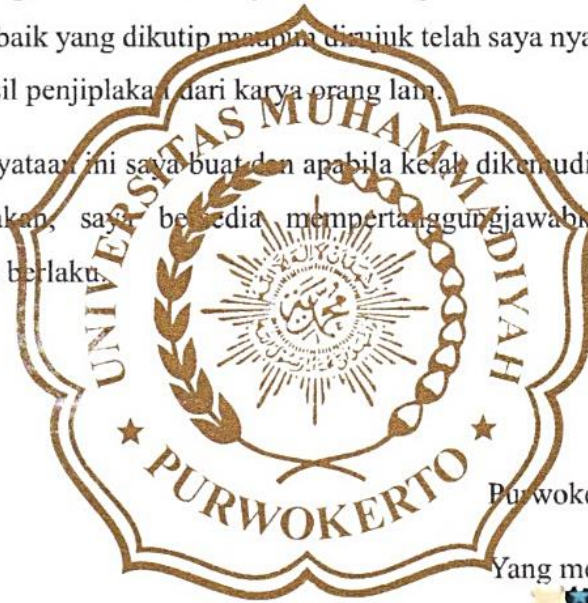 baik yang dikutip maupun dirujuk telah saya nya
sil penjiplakan dari karya orang lain.
yataan ini saya buat dan apabila kelak dikemudi
akan, saya bersedia mempertanggungjawabk
berlaku.
UNIVERSITAS MUHAMMADIYAH
PURWOKERTO
Purwoke
Yang me